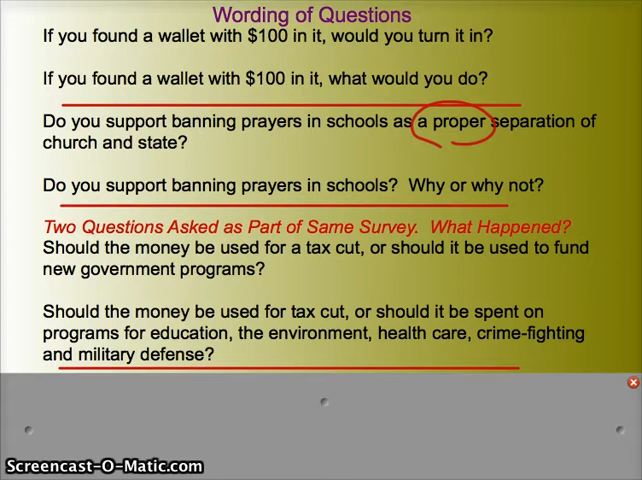 Wording of Questions
If you found a wallet with $100 in it, would you turn it in?
If you found a wallet with $100 in it, what would you do?
Do you support banning prayers in schools as a proper separation of
church and state?
Do you support banning prayers in schools?  Why or why not?
Two Questions Asked as Part of Same Survey.  What Happened?
Should the money be used for a tax cut, or should it be used to fund
new government programs?
Should the money be used for tax cut, or should it be spent on
programs for education, the environment, health care, crime-fighting
and military defense?
Screencast-O-Matic.com